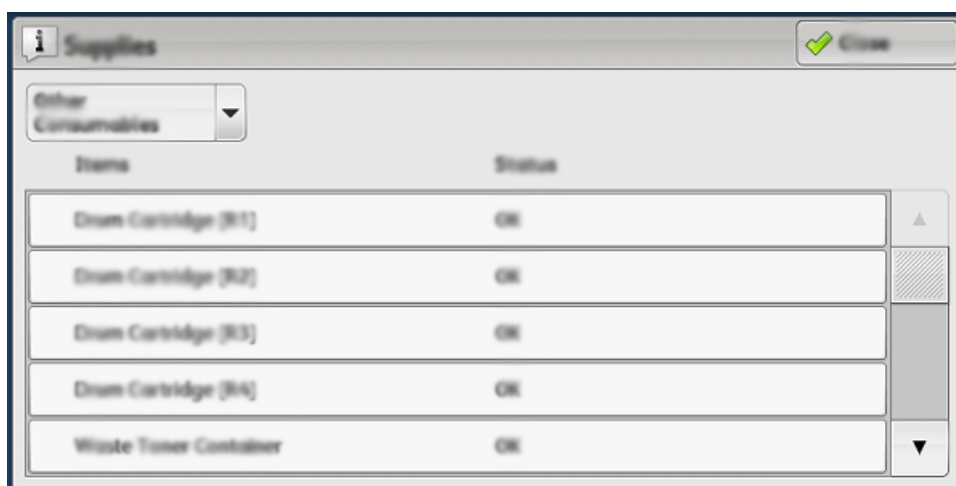 Supplies
Close
Other
Consumables
Items Status
Drum Cartridge [R1] OK
Drum Cartridge [R2] OK
Drum Cartridge [R3] OK
Drum Cartridge [R4] OK
Waste Toner Container OK